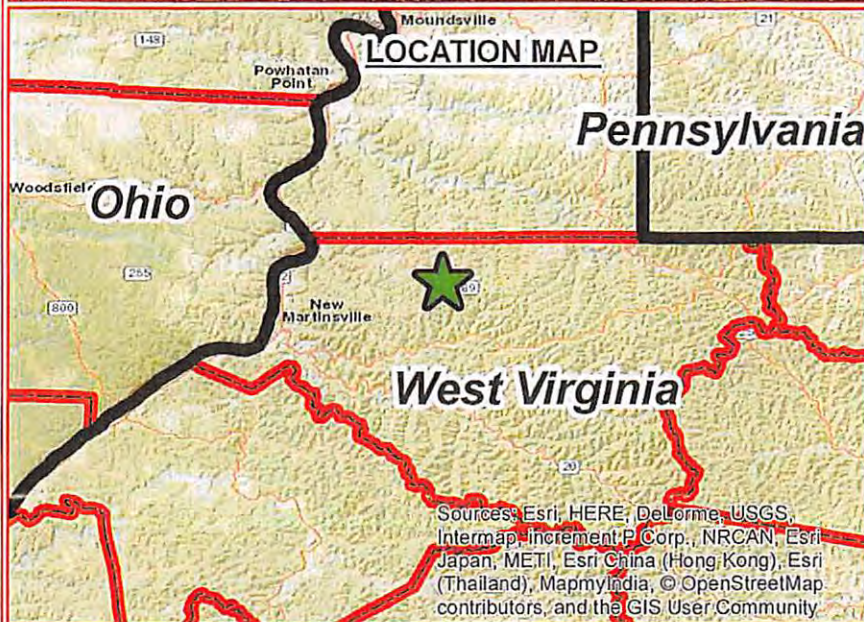 Moundsville
21
148
LOCATION MAP
Powhatan
Point
Pennsylvania
Woodsfield
Ohio
265
2
69
800
New
Martinsville
West Virginia
20
Sources: Esri, HERE, DeLorme, USGS,
Intermap, increment P Corp., NRCAN, Esri
Japan, METI, Esri China (Hong Kong), Esri
(Thailand), MapmyIndia, © OpenStreetMap
contributors, and the GIS User Community